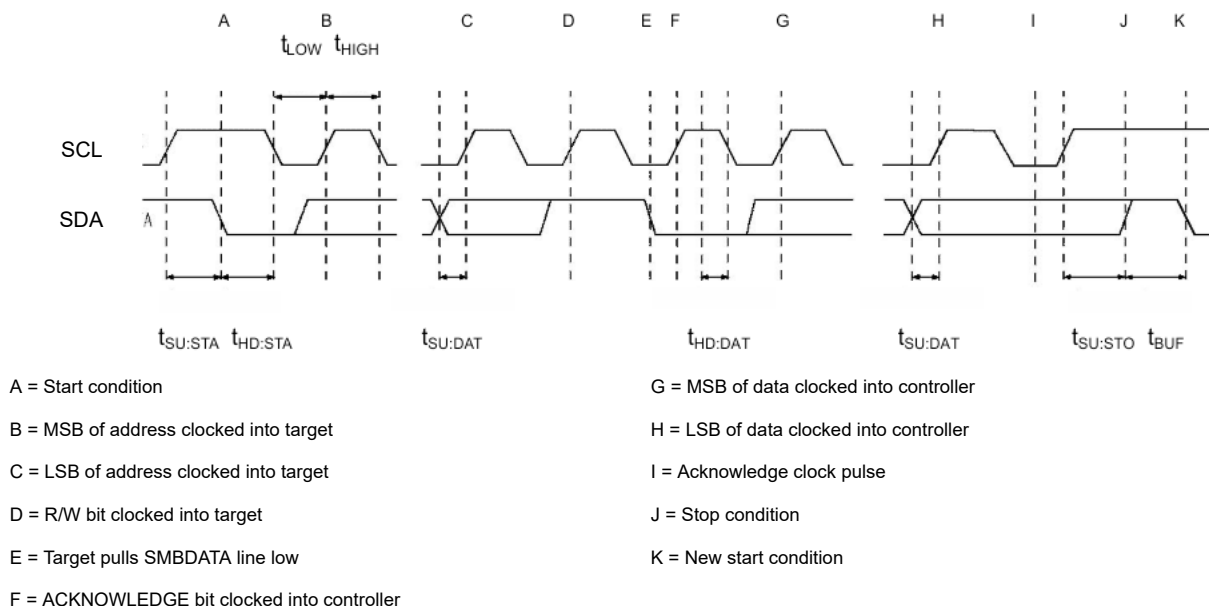 A B C D E F G H I J K
tLOW tHIGH
SCL
SDA A
tSU:STA tHD:STA tSU:DAT tHD:DAT tSU:DAT tSU:STO tBUF
A = Start condition
B = MSB of address clocked into target
C = LSB of address clocked into target
D = R/W bit clocked into target
E = Target pulls SMBDATA line low
F = ACKNOWLEDGE bit clocked into controller
G = MSB of data clocked into controller
H = LSB of data clocked into controller
I = Acknowledge clock pulse
J = Stop condition
K = New start condition